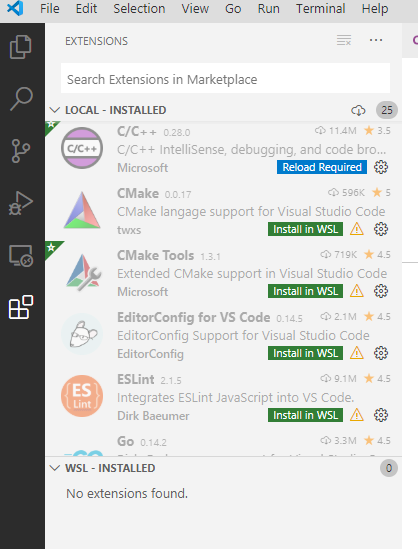 File Edit Selection View Go Run Terminal Help
EXTENSIONS
Search Extensions in Marketplace
LOCAL - INSTALLED 25
C/C++ 0.28.0 11.4M 3.5
C/C++
C/C++ IntelliSense, debugging, and code bro...
Microsoft Reload Required
CMake 0.0.17 596K 5
CMake langage support for Visual Studio Code
twxs Install in WSL
CMake Tools 1.3.1 719K 4.5
Extended CMake support in Visual Studio Code
Microsoft Install in WSL
EditorConfig for VS Code 0.14.5 2.1M 4.5
EditorConfig Support for Visual Studio Code
EditorConfig Install in WSL
ESLint 2.1.5 9.1M 4.5
ES
Lint
Integrates ESLint JavaScript into VS Code.
Dirk Baeumer Install in WSL
Go 0.14.2 3.3M 4.5
WSL - INSTALLED 0
No extensions found.